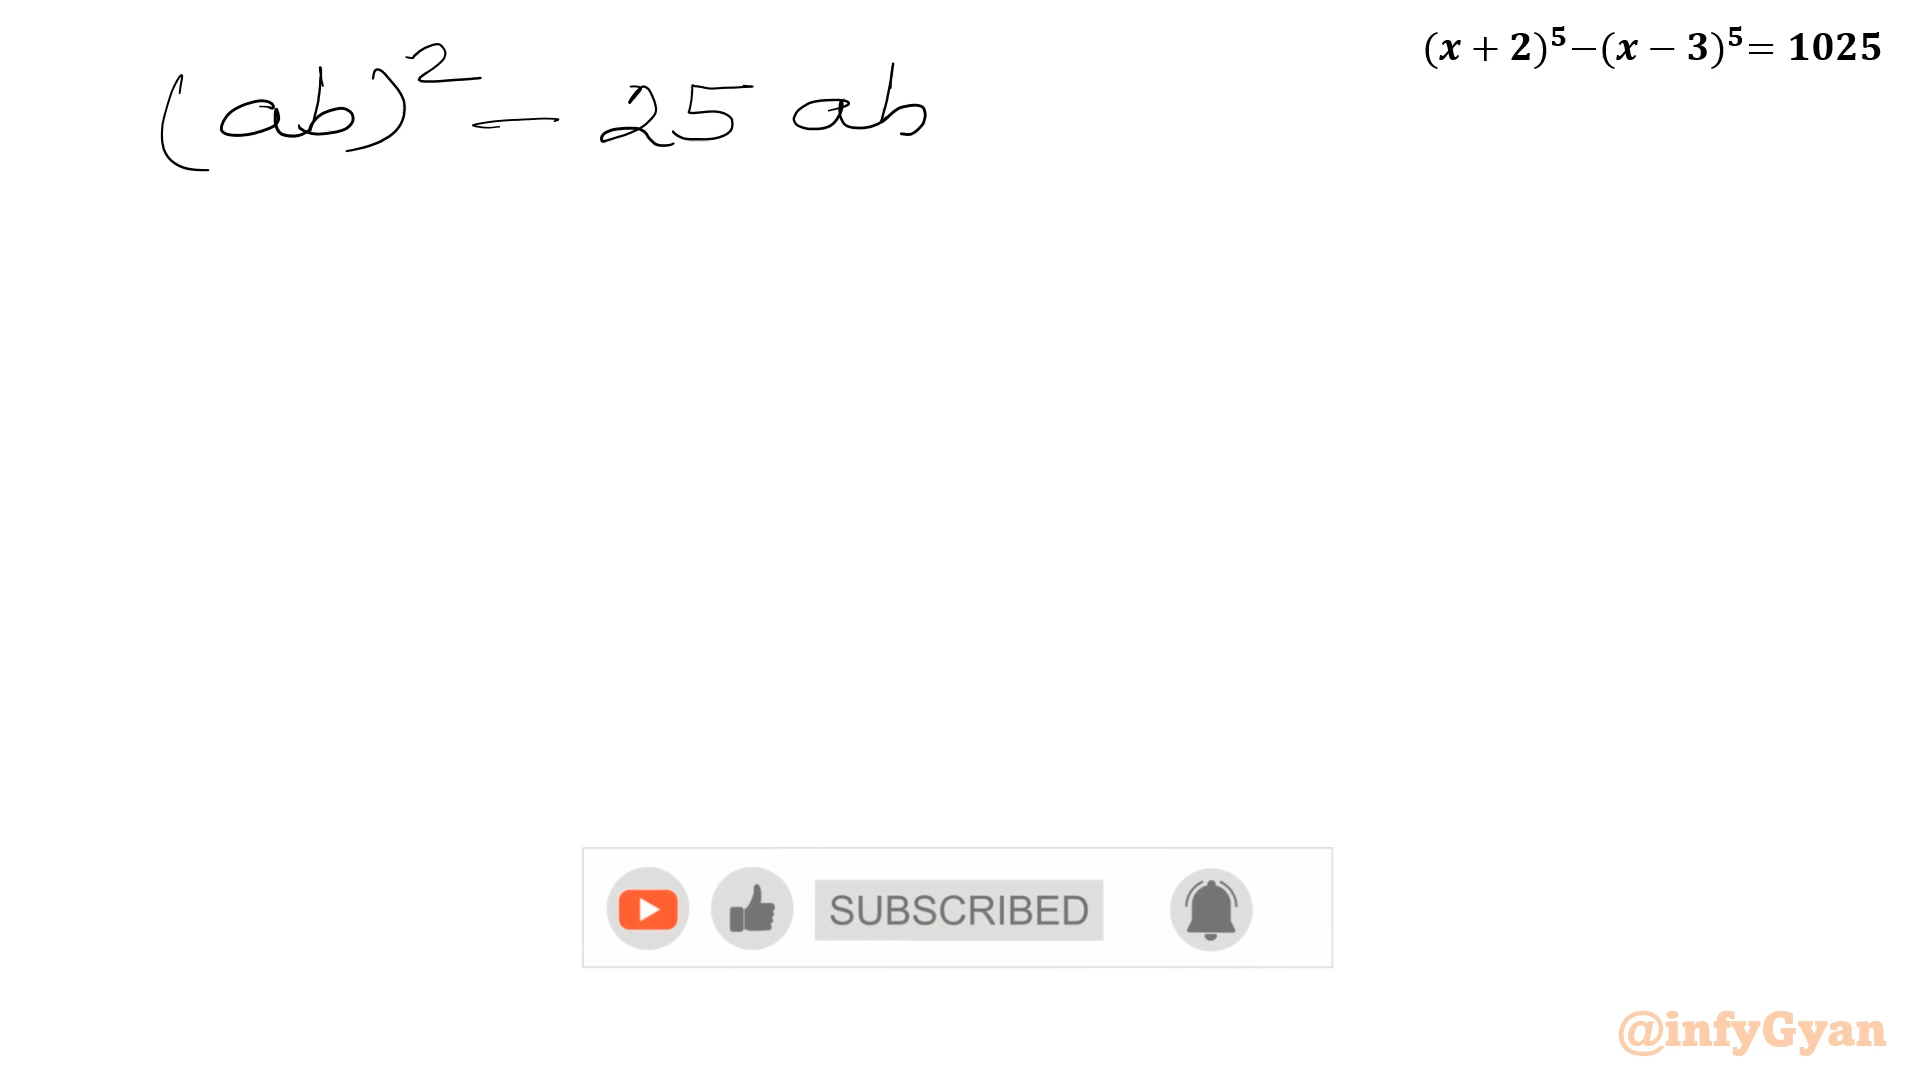 (x + 2)⁵−(x − 3)⁵= 1025
(ab)² − 25 ab
SUBSCRIBED
@infyGyan